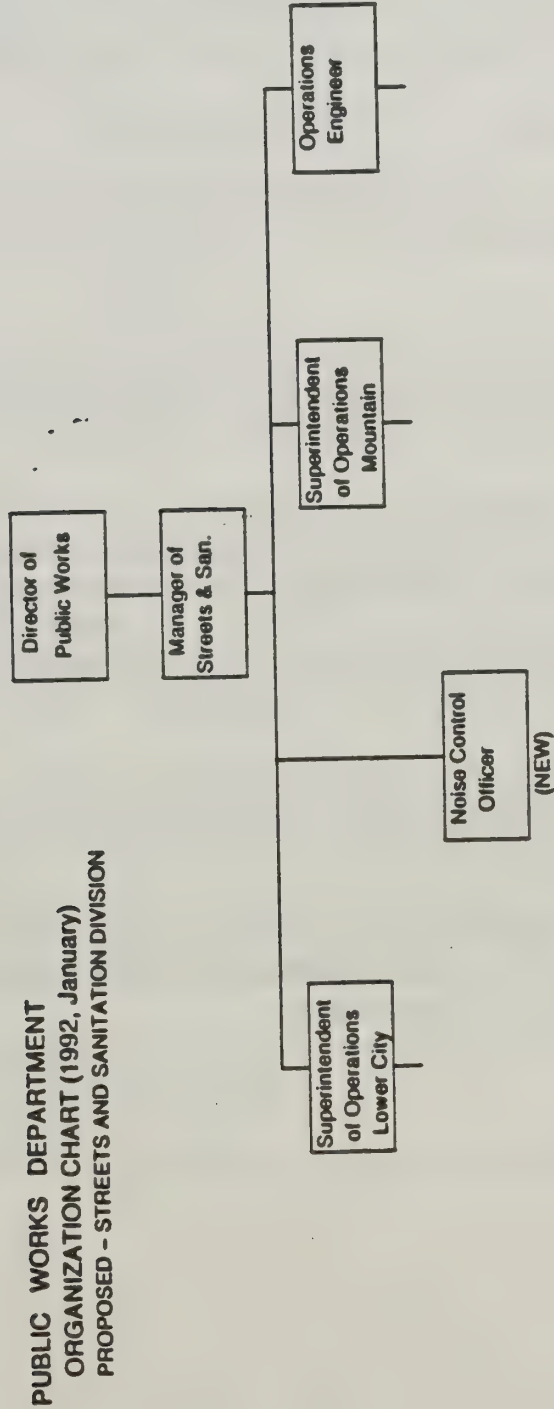 PUBLIC WORKS DEPARTMENT
ORGANIZATION CHART (1992, January)
PROPOSED – STREETS AND SANITATION DIVISION
Director of
Public Works
Manager of
Streets & San.
Superintendent
of Operations
Lower City
Noise Control
Officer
(NEW)
Superintendent
of Operations
Mountain
Operations
Engineer